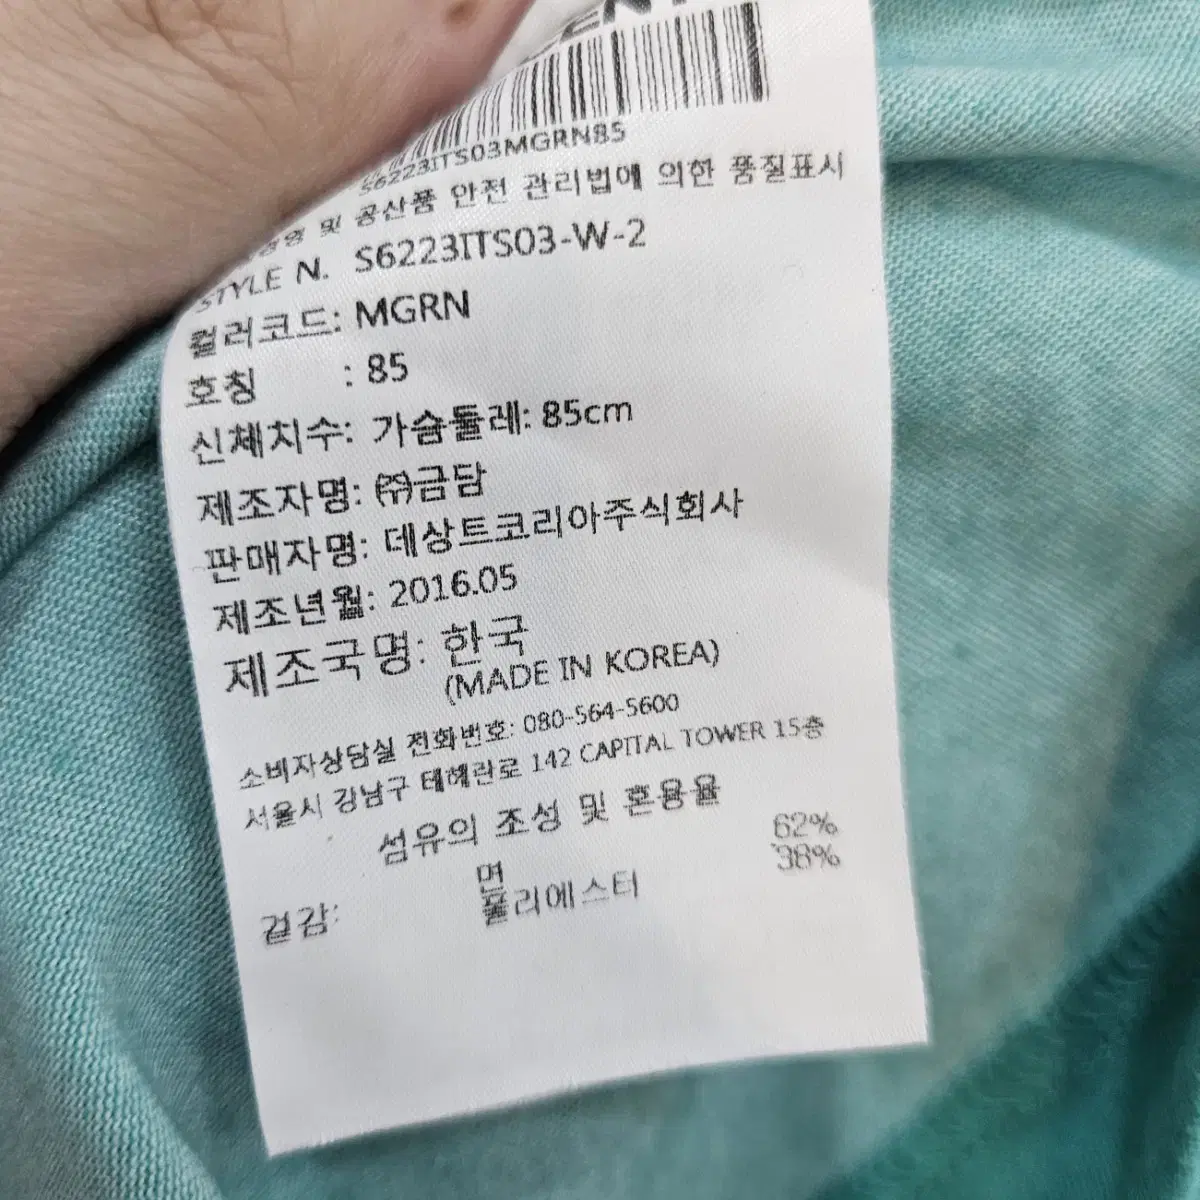 S6223ITS03MGRN85
및 공산품 안전 관리법에 의한 품질표시
STYLE N. S6223ITS03-W-2
컬러코드: MGRN
호칭 : 85
신체치수: 가슴둘레: 85cm
제조자명: ㈜금담
판매자명: 데상트코리아주식회사
제조년월: 2016.05
제조국명: 한국
(MADE IN KOREA)
소비자상담실 전화번호: 080-564-5600
서울시 강남구 테헤란로 142 CAPITAL TOWER 15층
섬유의 조성 및 혼용율
겉감: 면 62%
폴리에스터 38%